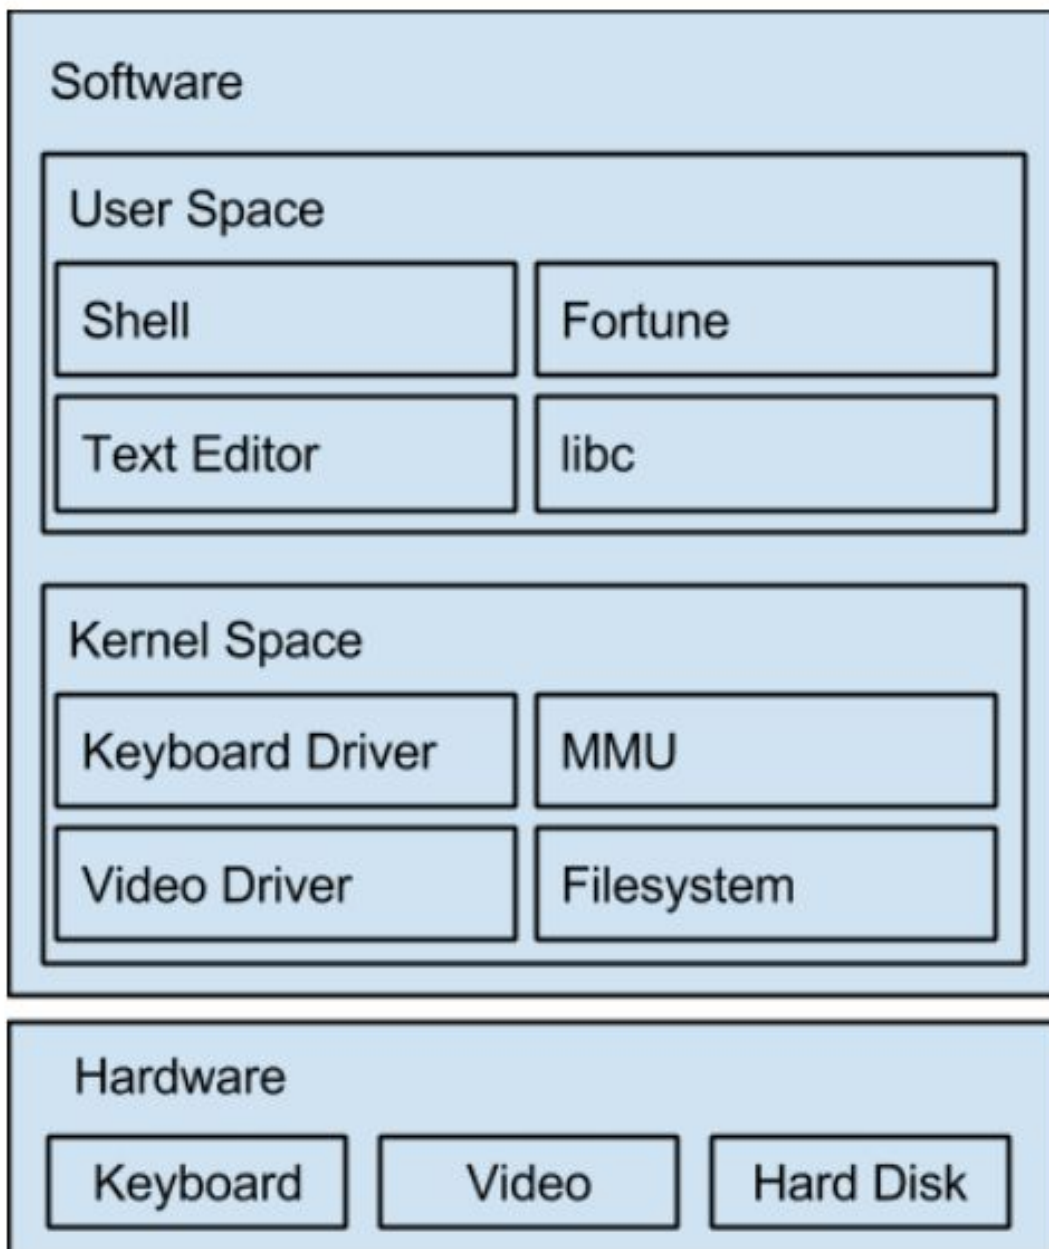 Software
User Space
Shell
Fortune
Text Editor
libc
Kernel Space
Keyboard Driver
MMU
Video Driver
Filesystem
Hardware
Keyboard
Video
Hard Disk